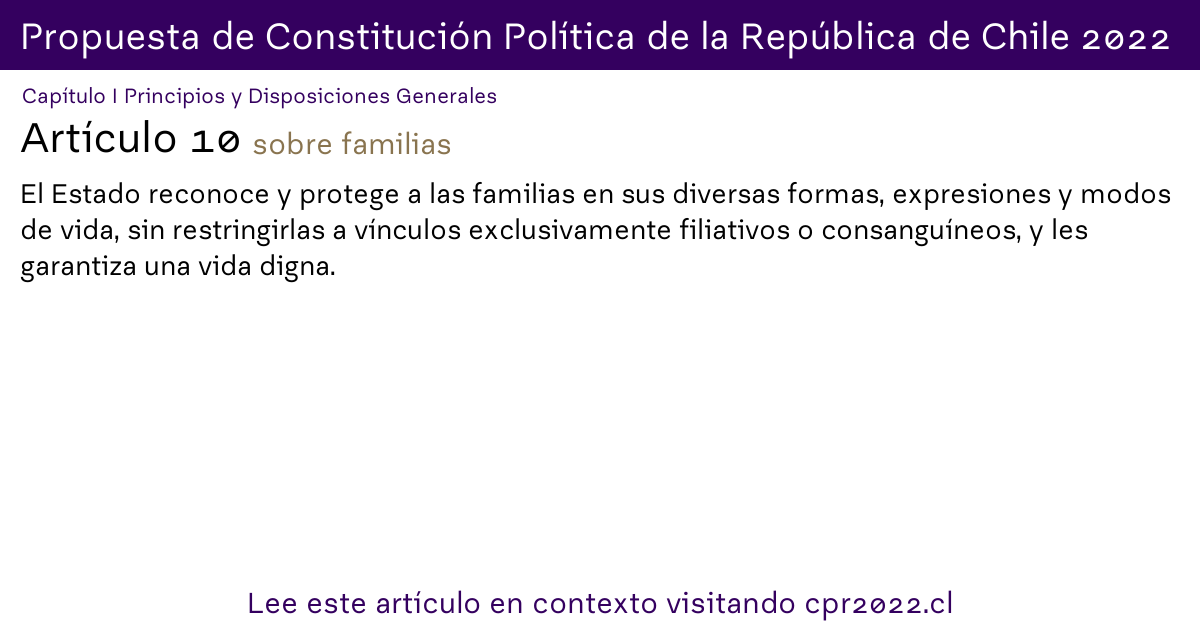 Propuesta de Constitución Política de la República de Chile 2022
Capítulo I Principios y Disposiciones Generales
Artículo 10 sobre familias
El Estado reconoce y protege a las familias en sus diversas formas, expresiones y modos
de vida, sin restringirlas a vínculos exclusivamente filiativos o consanguíneos, y les
garantiza una vida digna.
Lee este artículo en contexto visitando cpr2022.cl